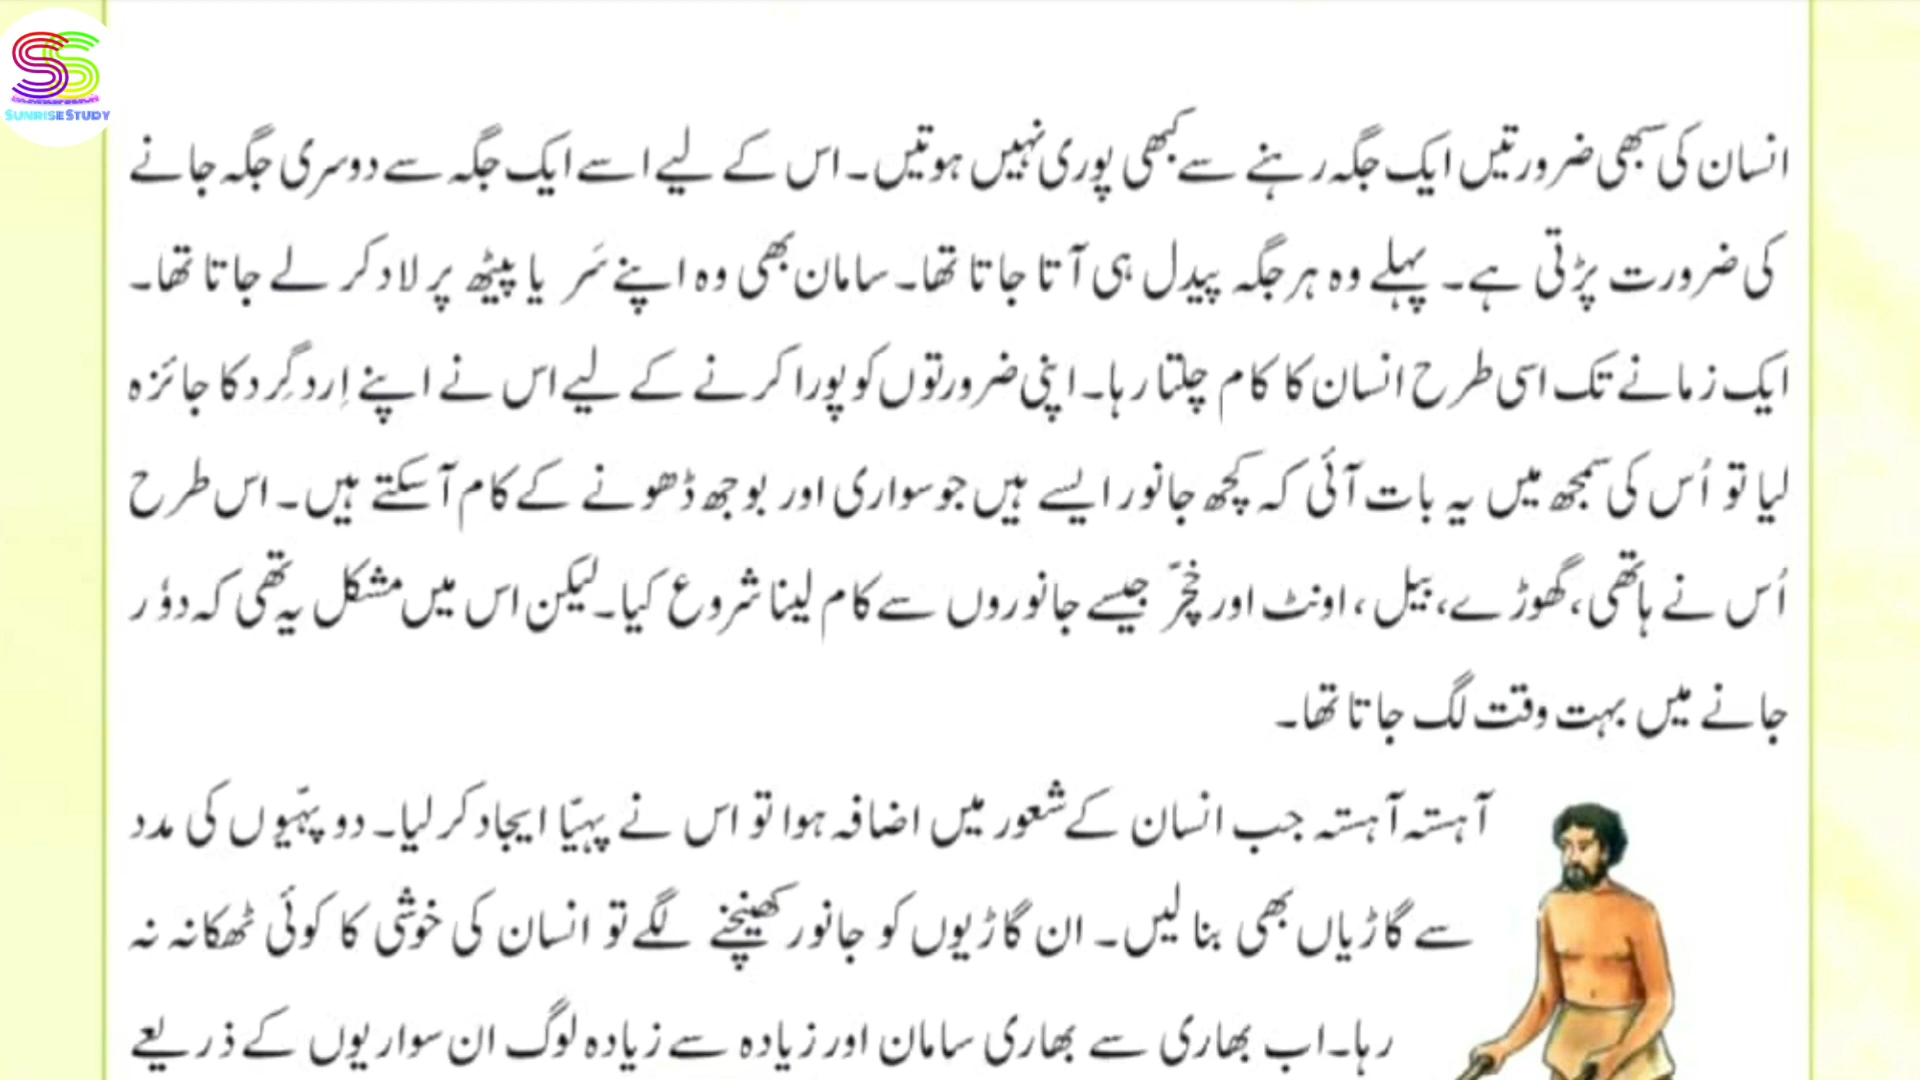 SUNRISE STUDY
انسان کی سبھی ضرورتیں ایک جگہ رہنے سے کبھی پوری نہیں ہوتیں۔ اس کے لیے اسے ایک جگہ سے دوسری جگہ جانے
کی ضرورت پڑتی ہے۔ پہلے وہ ہر جگہ پیدل ہی آتا جاتا تھا۔ سامان بھی وہ اپنے سَر یا پیٹھ پر لاد کر لے جاتا تھا۔
ایک زمانے تک اسی طرح انسان کا کام چلتا رہا۔ اپنی ضرورتوں کو پورا کرنے کے لیے اس نے اپنے اِرد گِرد کا جائزہ
لیا تو اُس کی سمجھ میں یہ بات آئی کہ کچھ جانور ایسے ہیں جو سواری اور بوجھ ڈھونے کے کام آ سکتے ہیں۔ اس طرح
اُس نے ہاتھی، گھوڑے، بیل، اونٹ اور خچّر جیسے جانوروں سے کام لینا شروع کیا۔ لیکن اس میں مشکل یہ تھی کہ دوٗر
جانے میں بہت وقت لگ جاتا تھا۔
آہستہ آہستہ جب انسان کے شعور میں اضافہ ہوا تو اس نے پہیّا ایجاد کر لیا۔ دو پہیّوں کی مدد
سے گاڑیاں بھی بنا لیں۔ ان گاڑیوں کو جانور کھینچنے لگے تو انسان کی خوشی کا کوئی ٹھکانہ نہ
رہا۔ اب بھاری سے بھاری سامان اور زیادہ سے زیادہ لوگ ان سواریوں کے ذریعے